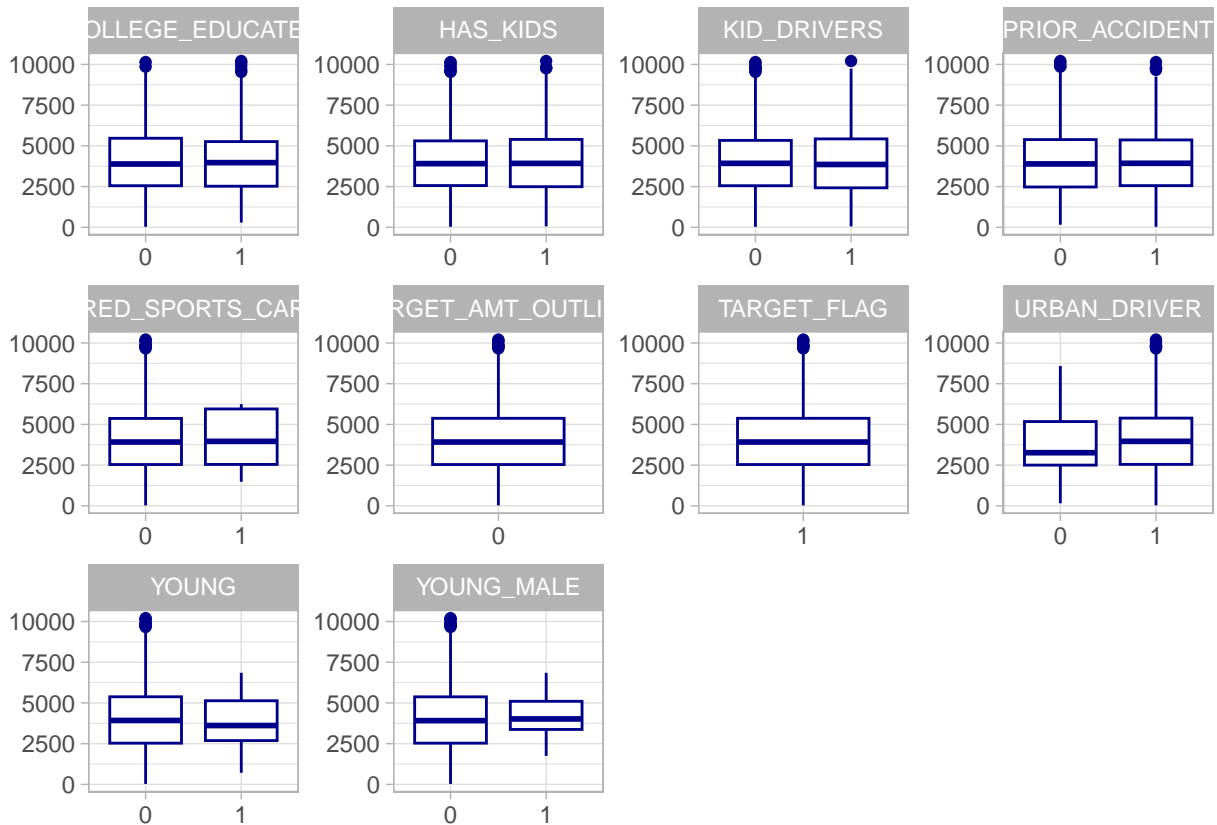 OLLEGE_EDUCATE HAS_KIDS KID_DRIVERS PRIOR_ACCIDENT
10000 10000 10000 10000
7500 7500 7500 7500
5000 5000 5000 5000
2500 2500 2500 2500
0 0 0 0
0 1 0 1 0 1 0 1
RED_SPORTS_CAR RGET_AMT_OUTLI TARGET_FLAG URBAN_DRIVER
10000 10000 10000 10000
7500 7500 7500 7500
5000 5000 5000 5000
2500 2500 2500 2500
0 0 0 0
0 1 0 1 0 1
YOUNG YOUNG_MALE
10000 10000
7500 7500
5000 5000
2500 2500
0 0
0 1 0 1